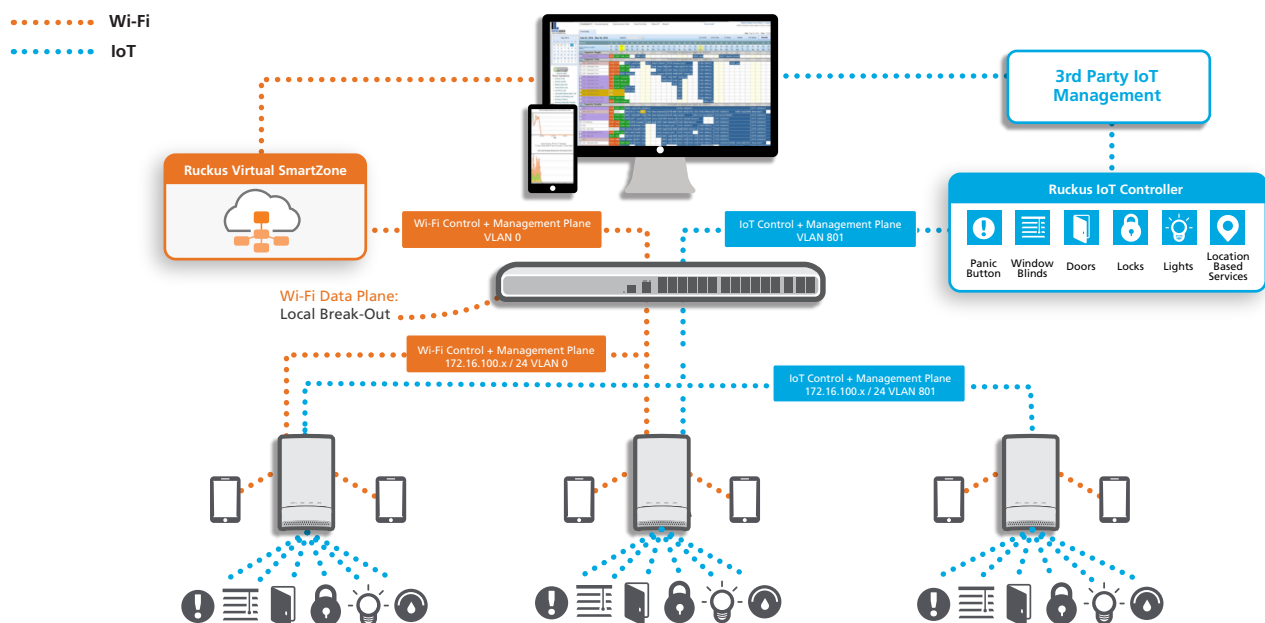 Wi-Fi
IoT
3rd Party IoT
Management
Ruckus Virtual SmartZone
Ruckus IoT Controller
Panic
Button
Window
Blinds
Doors
Locks
Lights
Location
Based
Services
Wi-Fi Control + Management Plane
VLAN 0
IoT Control + Management Plane
VLAN 801
Wi-Fi Data Plane:
Local Break-Out
Wi-Fi Control + Management Plane
172.16.100.x / 24 VLAN 0
IoT Control + Management Plane
172.16.100.x / 24 VLAN 801